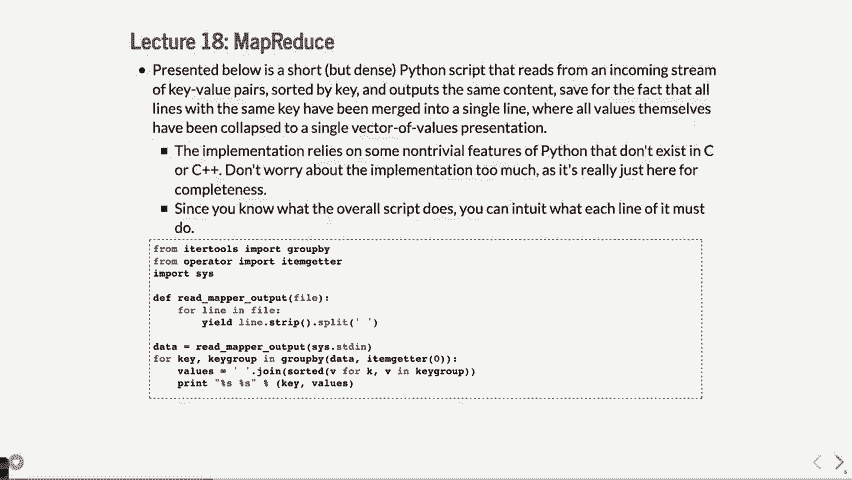 Lecture 18: MapReduce
• Presented below is a short (but dense) Python script that reads from an incoming stream
of key-value pairs, sorted by key, and outputs the same content, save for the fact that all
lines with the same key have been merged into a single line, where all values themselves
have been collapsed to a single vector-of-values presentation.
▪ The implementation relies on some nontrivial features of Python that don't exist in C
or C++. Don't worry about the implementation too much, as it's really just here for
completeness.
▪ Since you know what the overall script does, you can intuit what each line of it must
do.
from itertools import groupby
from operator import itemgetter
import sys
def read_mapper_output(file):
    for line in file:
        yield line.strip().split(' ')
data = read_mapper_output(sys.stdin)
for key, keygroup in groupby(data, itemgetter(0)):
    values = ' '.join(sorted(v for k, v in keygroup))
    print "%s %s" % (key, values)